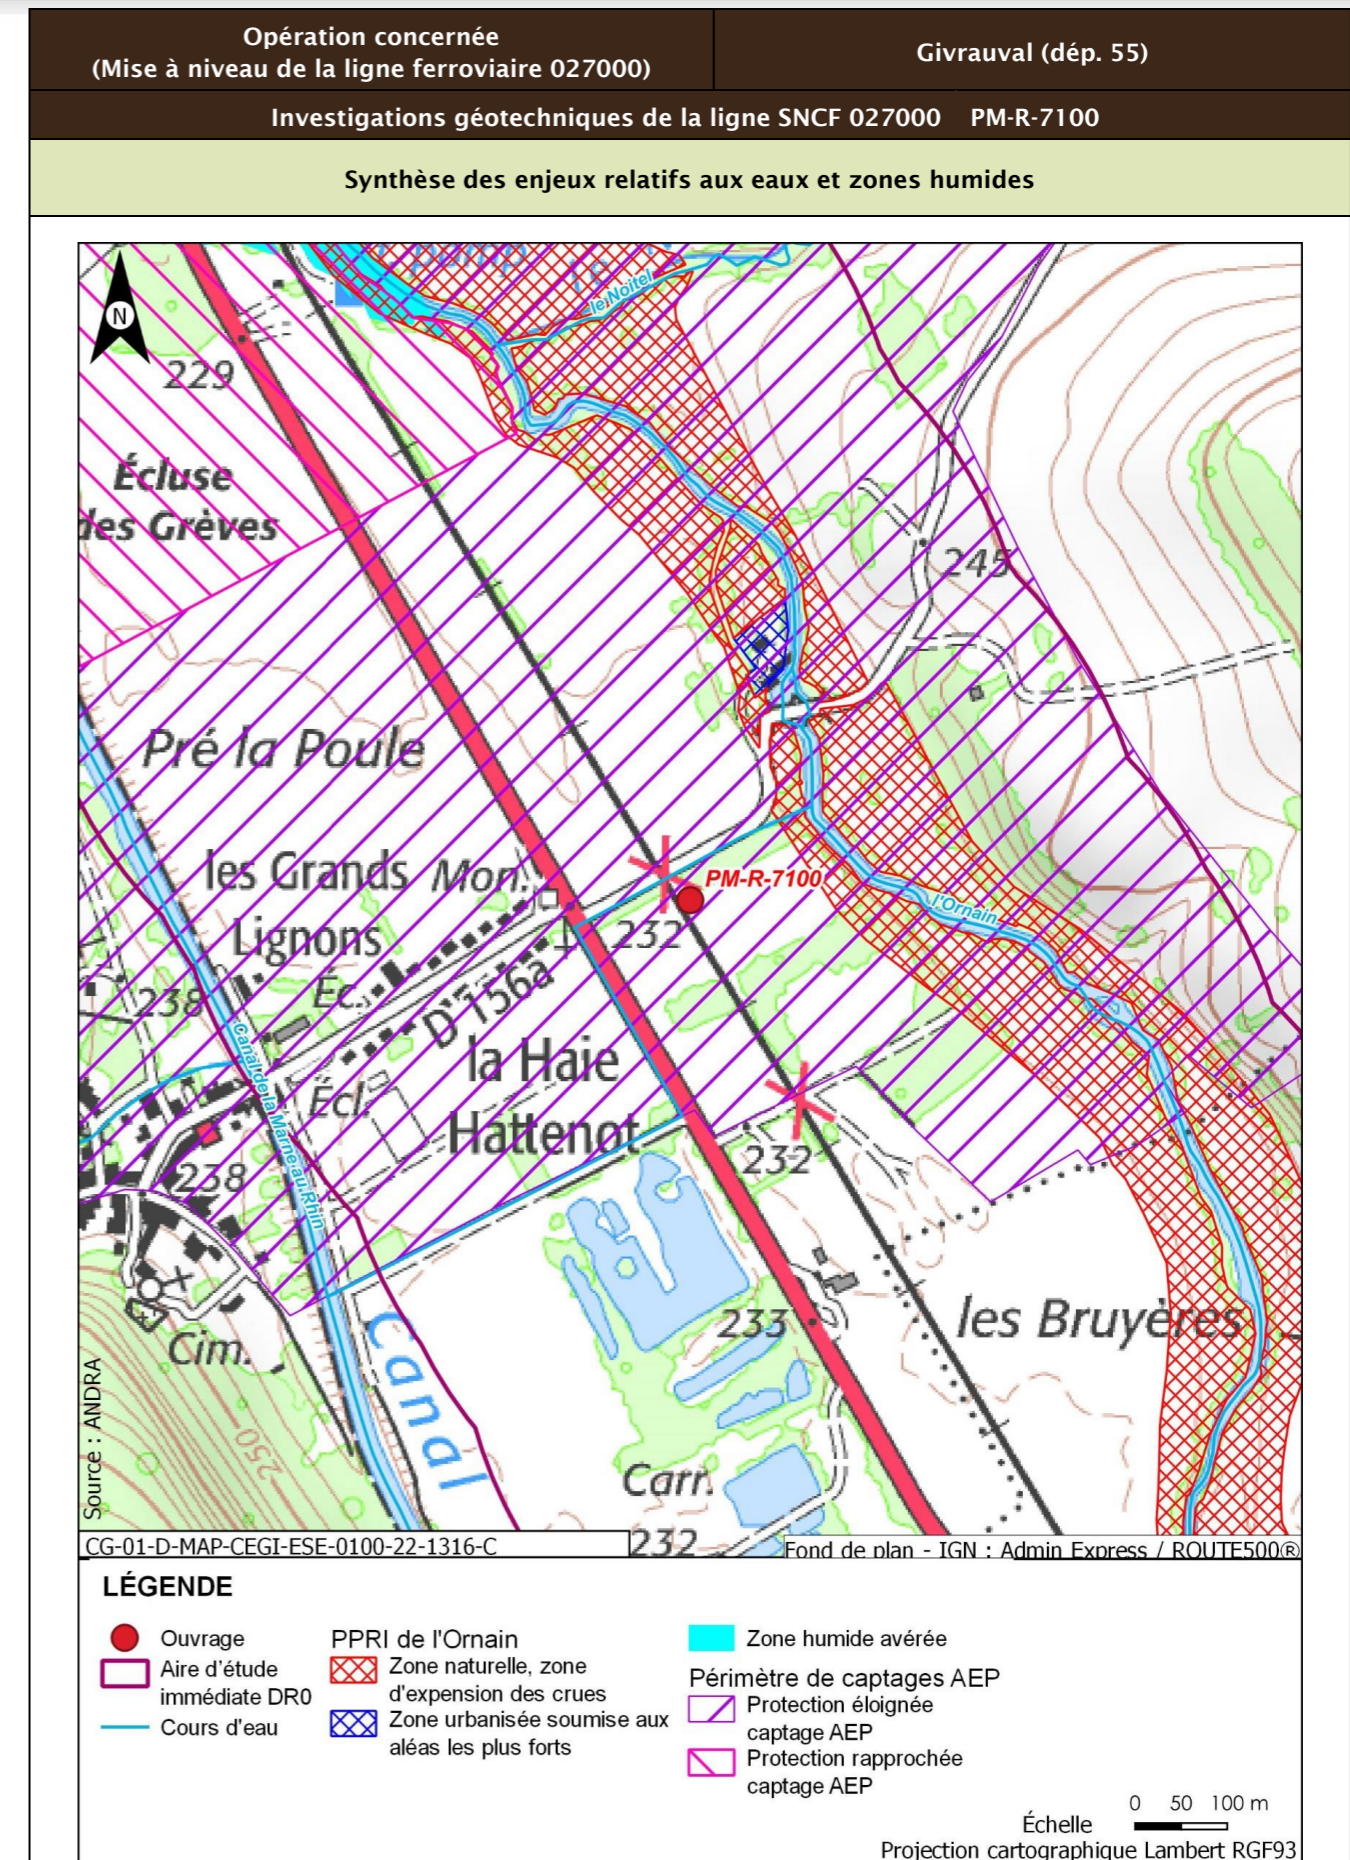 Opération concernée
(Mise à niveau de la ligne ferroviaire 027000)
Givrauval (dép. 55)
Investigations géotechniques de la ligne SNCF 027000 PM-R-7100
Synthèse des enjeux relatifs aux eaux et zones humides
pomp
le Noitel
N
229
Écluse
des Grèves
245
Pré la Poule
les Grands
Lignons
Mon.
PM-R-7100
232
l'Ornain
Éc.
D 156a
238
Canal de la Marne au Rhin
la Haie
Hattenot
Écl.
238
232
Cim.
Canal
233
les Bruyères
250
Carr.
232
Source : ANDRA
CG-01-D-MAP-CEGI-ESE-0100-22-1316-C
Fond de plan - IGN : Admin Express / ROUTE500®
LÉGENDE
Ouvrage
Aire d'étude
immédiate DR0
Cours d'eau
PPRI de l'Ornain
Zone naturelle, zone
d'expension des crues
Zone urbanisée soumise aux
aléas les plus forts
Zone humide avérée
Périmètre de captages AEP
Protection éloignée
captage AEP
Protection rapprochée
captage AEP
0 50 100 m
Échelle
Projection cartographique Lambert RGF93